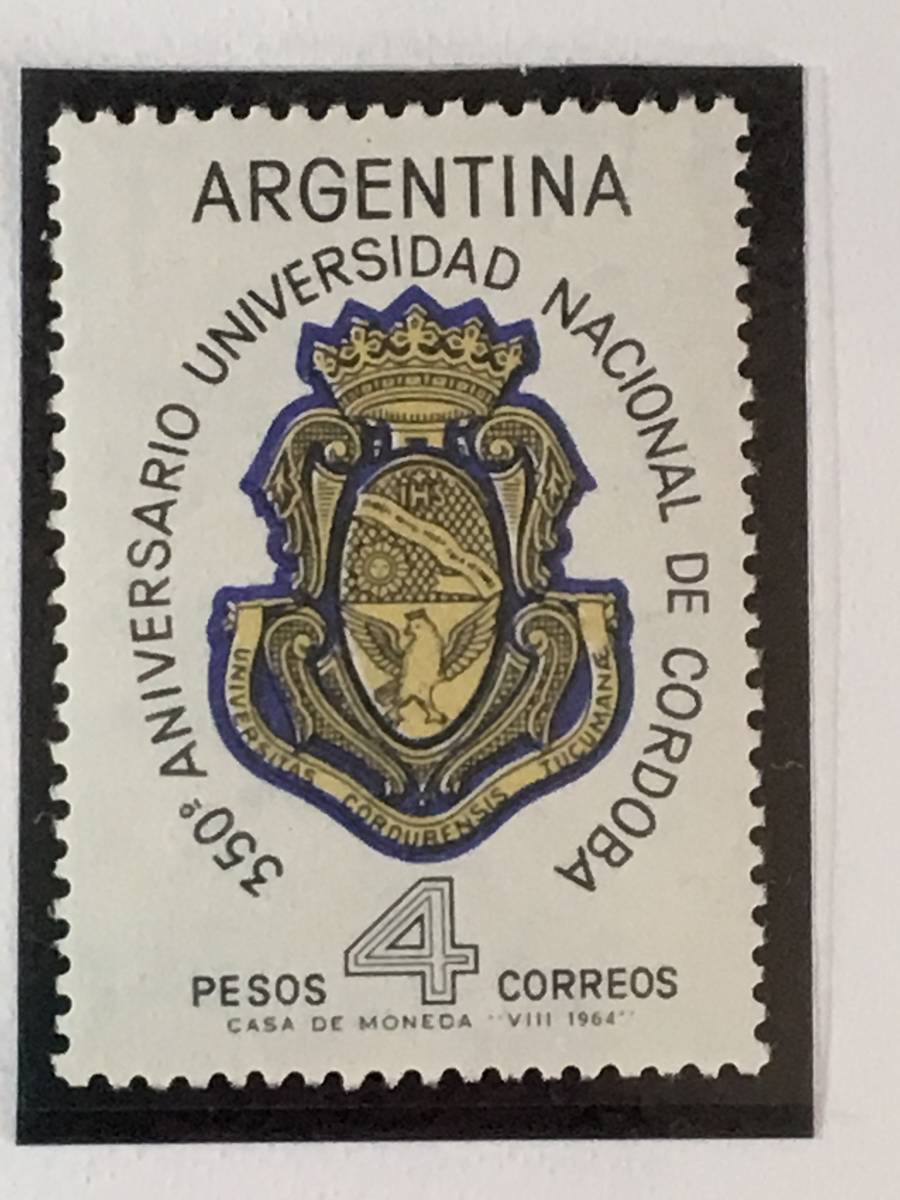 ARGENTINA
350º ANIVERSARIO UNIVERSIDAD NACIONAL DE CORDOBA
IHS
UNIVERSITAS CORDUBENSIS TUCUMANÆ
4
PESOS CORREOS
CASA DE MONEDA "VIII 1964"